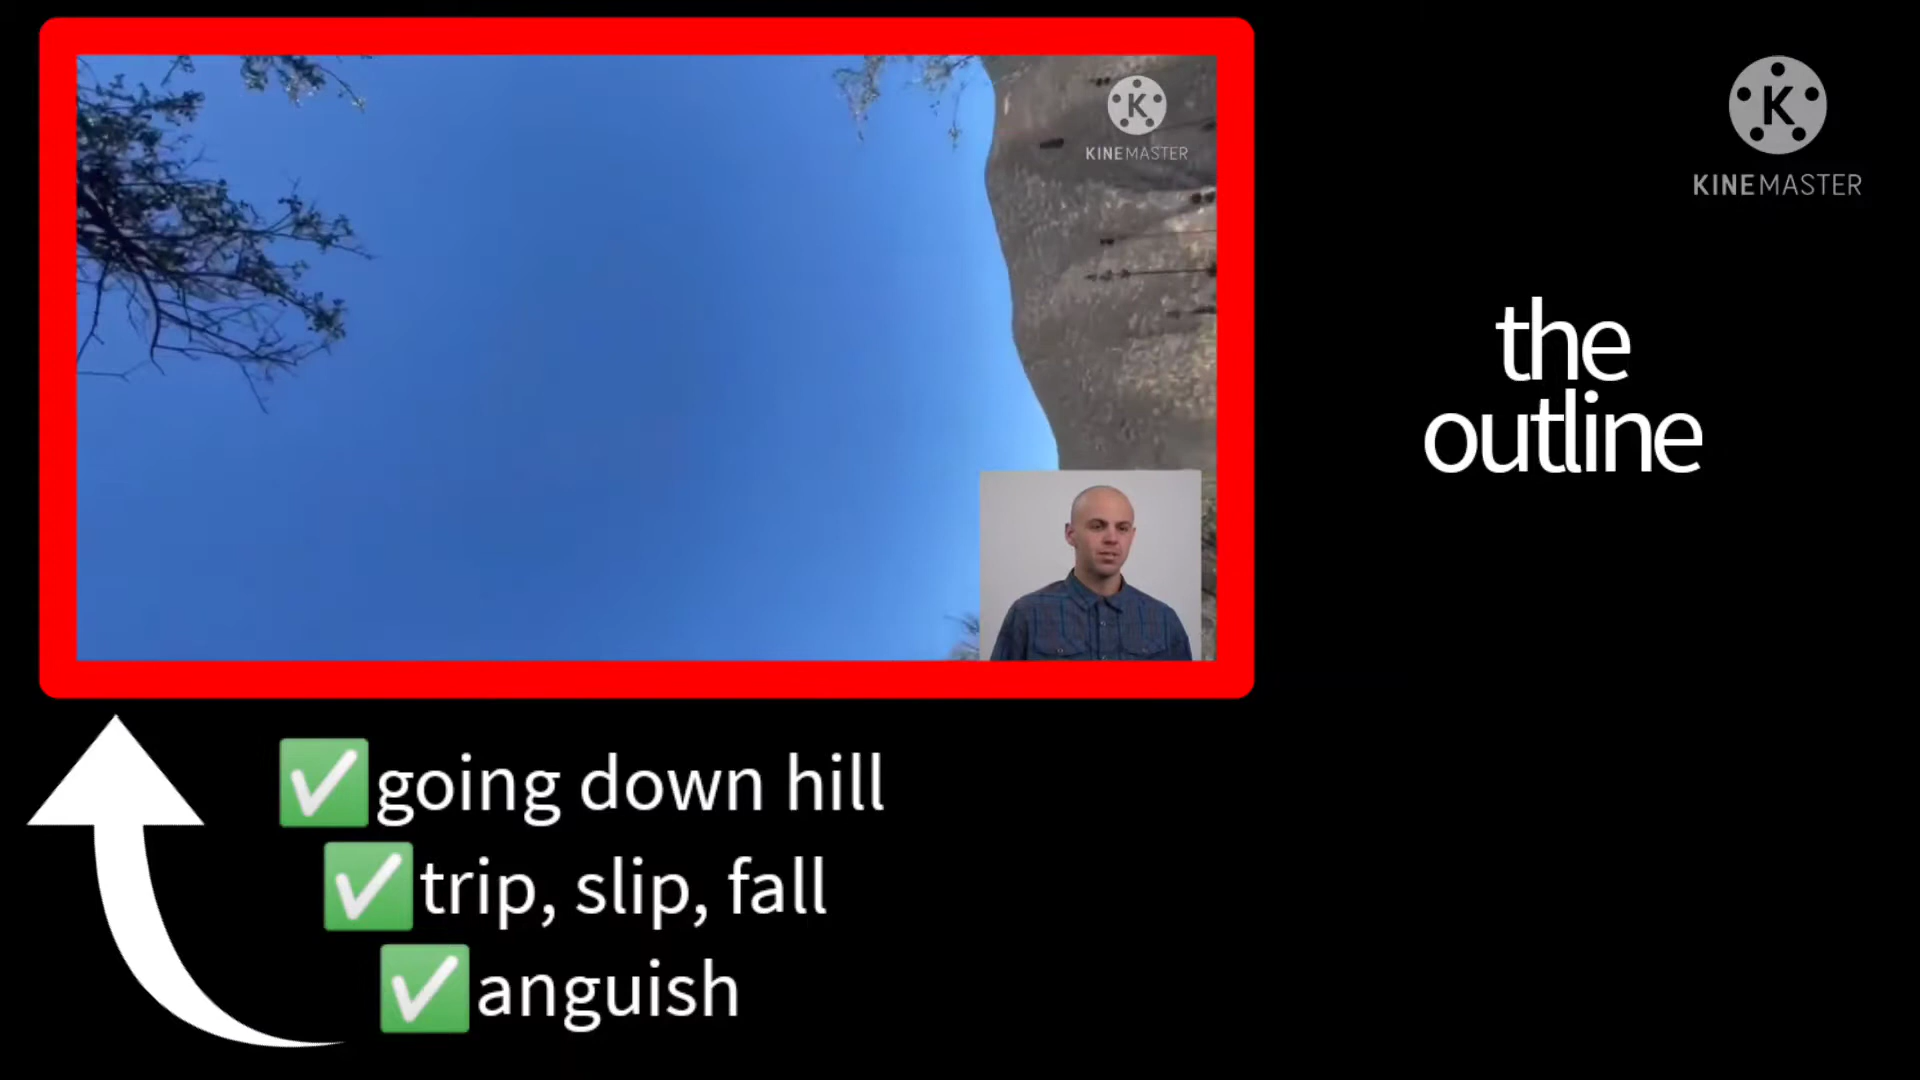 K
KINEMASTER
K
KINEMASTER
the
outline
going down hill
trip, slip, fall
anguish